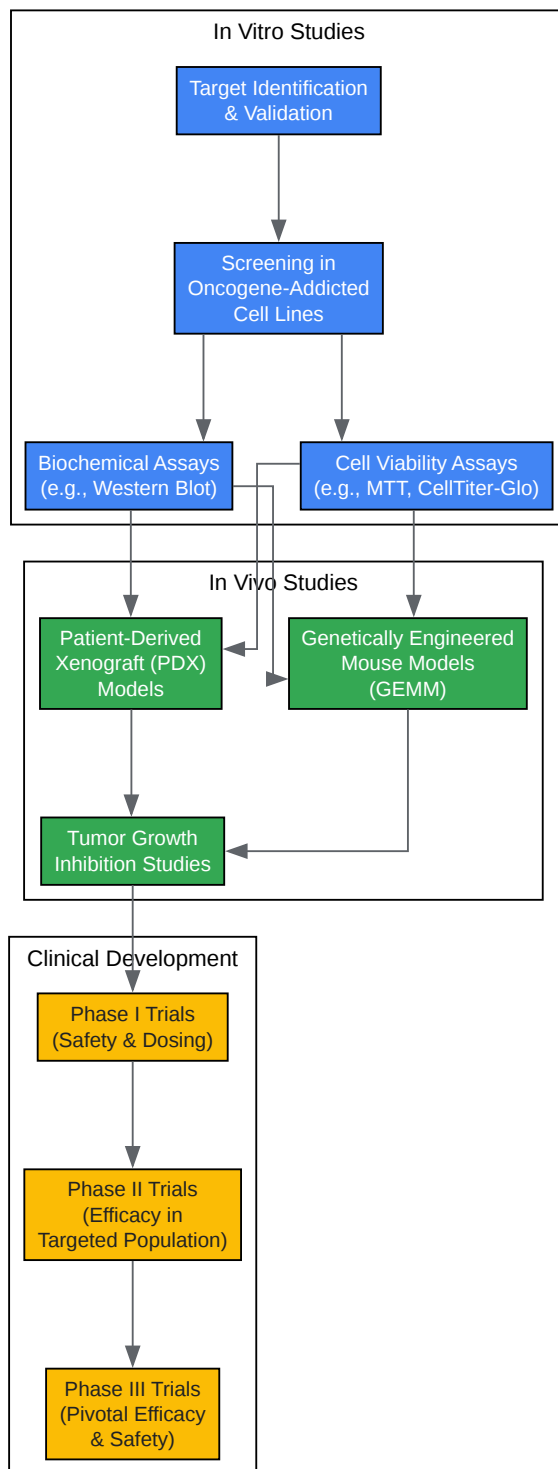 In Vitro Studies
Target Identification
& Validation
Screening in
Oncogene-Addicted
Cell Lines
Biochemical Assays
(e.g., Western Blot)
Cell Viability Assays
(e.g., MTT, CellTiter-Glo)
In Vivo Studies
Patient-Derived
Xenograft (PDX)
Models
Genetically Engineered
Mouse Models
(GEMM)
Tumor Growth
Inhibition Studies
Clinical Development
Phase I Trials
(Safety & Dosing)
Phase II Trials
(Efficacy in
Targeted Population)
Phase III Trials
(Pivotal Efficacy
& Safety)